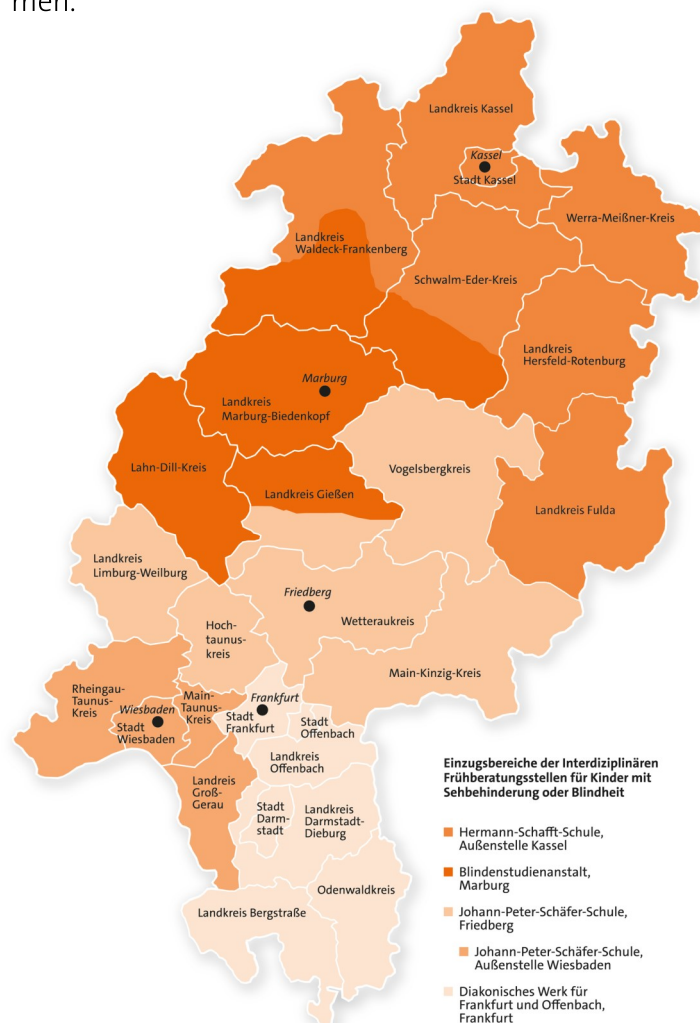 men.
Landkreis Kassel
Kassel
Stadt Kassel
Werra-Meißner-Kreis
Landkreis
Waldeck-Frankenberg
Schwalm-Eder-Kreis
Landkreis
Hersfeld-Rotenburg
Marburg
Landkreis
Marburg-Biedenkopf
Lahn-Dill-Kreis
Vogelsbergkreis
Landkreis Gießen
Landkreis Fulda
Landkreis
Limburg-Weilburg
Friedberg
Wetteraukreis
Hoch-
taunus-
kreis
Main-Kinzig-Kreis
Rheingau-
Taunus-
Kreis
Wiesbaden
Stadt
Wiesbaden
Main-
Taunus-
Kreis
Frankfurt
Stadt
Frankfurt
Stadt
Offenbach
Landkreis
Offenbach
Landreis
Groß-
Gerau
Stadt
Darm-
stadt
Landkreis
Darmstadt-
Dieburg
Odenwaldkreis
Landkreis Bergstraße
Einzugsbereiche der Interdiziplinären
Frühberatungsstellen für Kinder mit
Sehbehinderung oder Blindheit
Hermann-Schafft-Schule,
Außenstelle Kassel
Blindenstudienanstalt,
Marburg
Johann-Peter-Schäfer-Schule,
Friedberg
Johann-Peter-Schäfer-Schule,
Außenstelle Wiesbaden
Diakonisches Werk für
Frankfurt und Offenbach,
Frankfurt